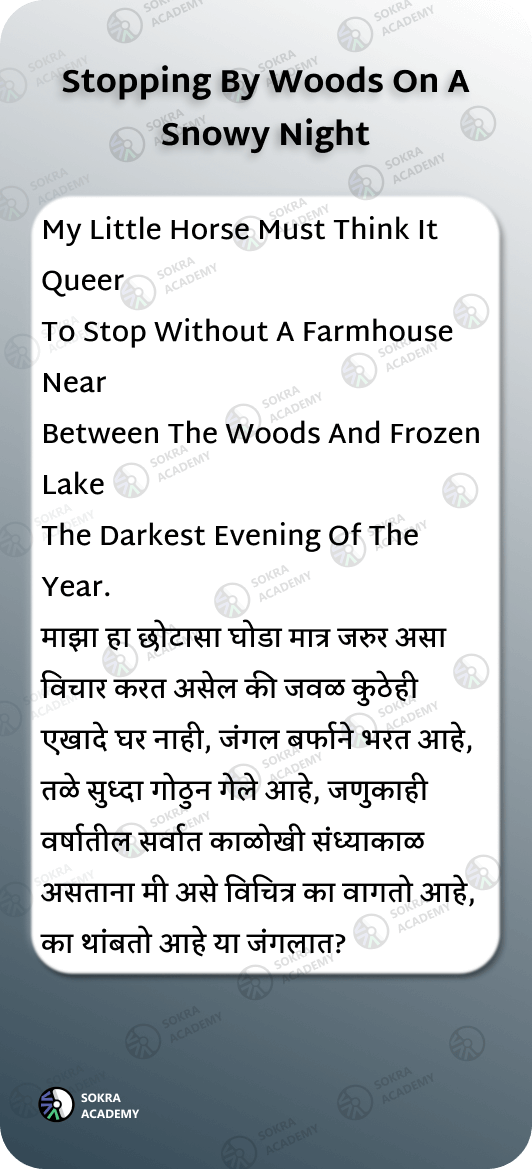 Stopping By Woods On A
Snowy Night
My Little Horse Must Think It
Queer
To Stop Without A Farmhouse
Near
Between The Woods And Frozen
Lake
The Darkest Evening Of The
Year.
माझा हा छोटासा घोडा मात्र जरुर असा
विचार करत असेल की जवळ कुठेही
एखादे घर नाही, जंगल बर्फाने भरत आहे,
तळे सुध्दा गोठुन गेले आहे, जणुकाही
वर्षातील सर्वात काळोखी संध्याकाळ
असताना मी असे विचित्र का वागतो आहे,
का थांबतो आहे या जंगलात?
SOKRA
ACADEMY